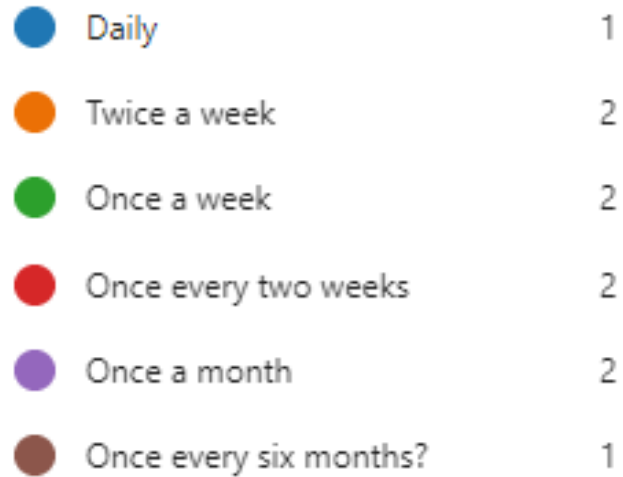 Daily 1
Twice a week 2
Once a week 2
Once every two weeks 2
Once a month 2
Once every six months? 1